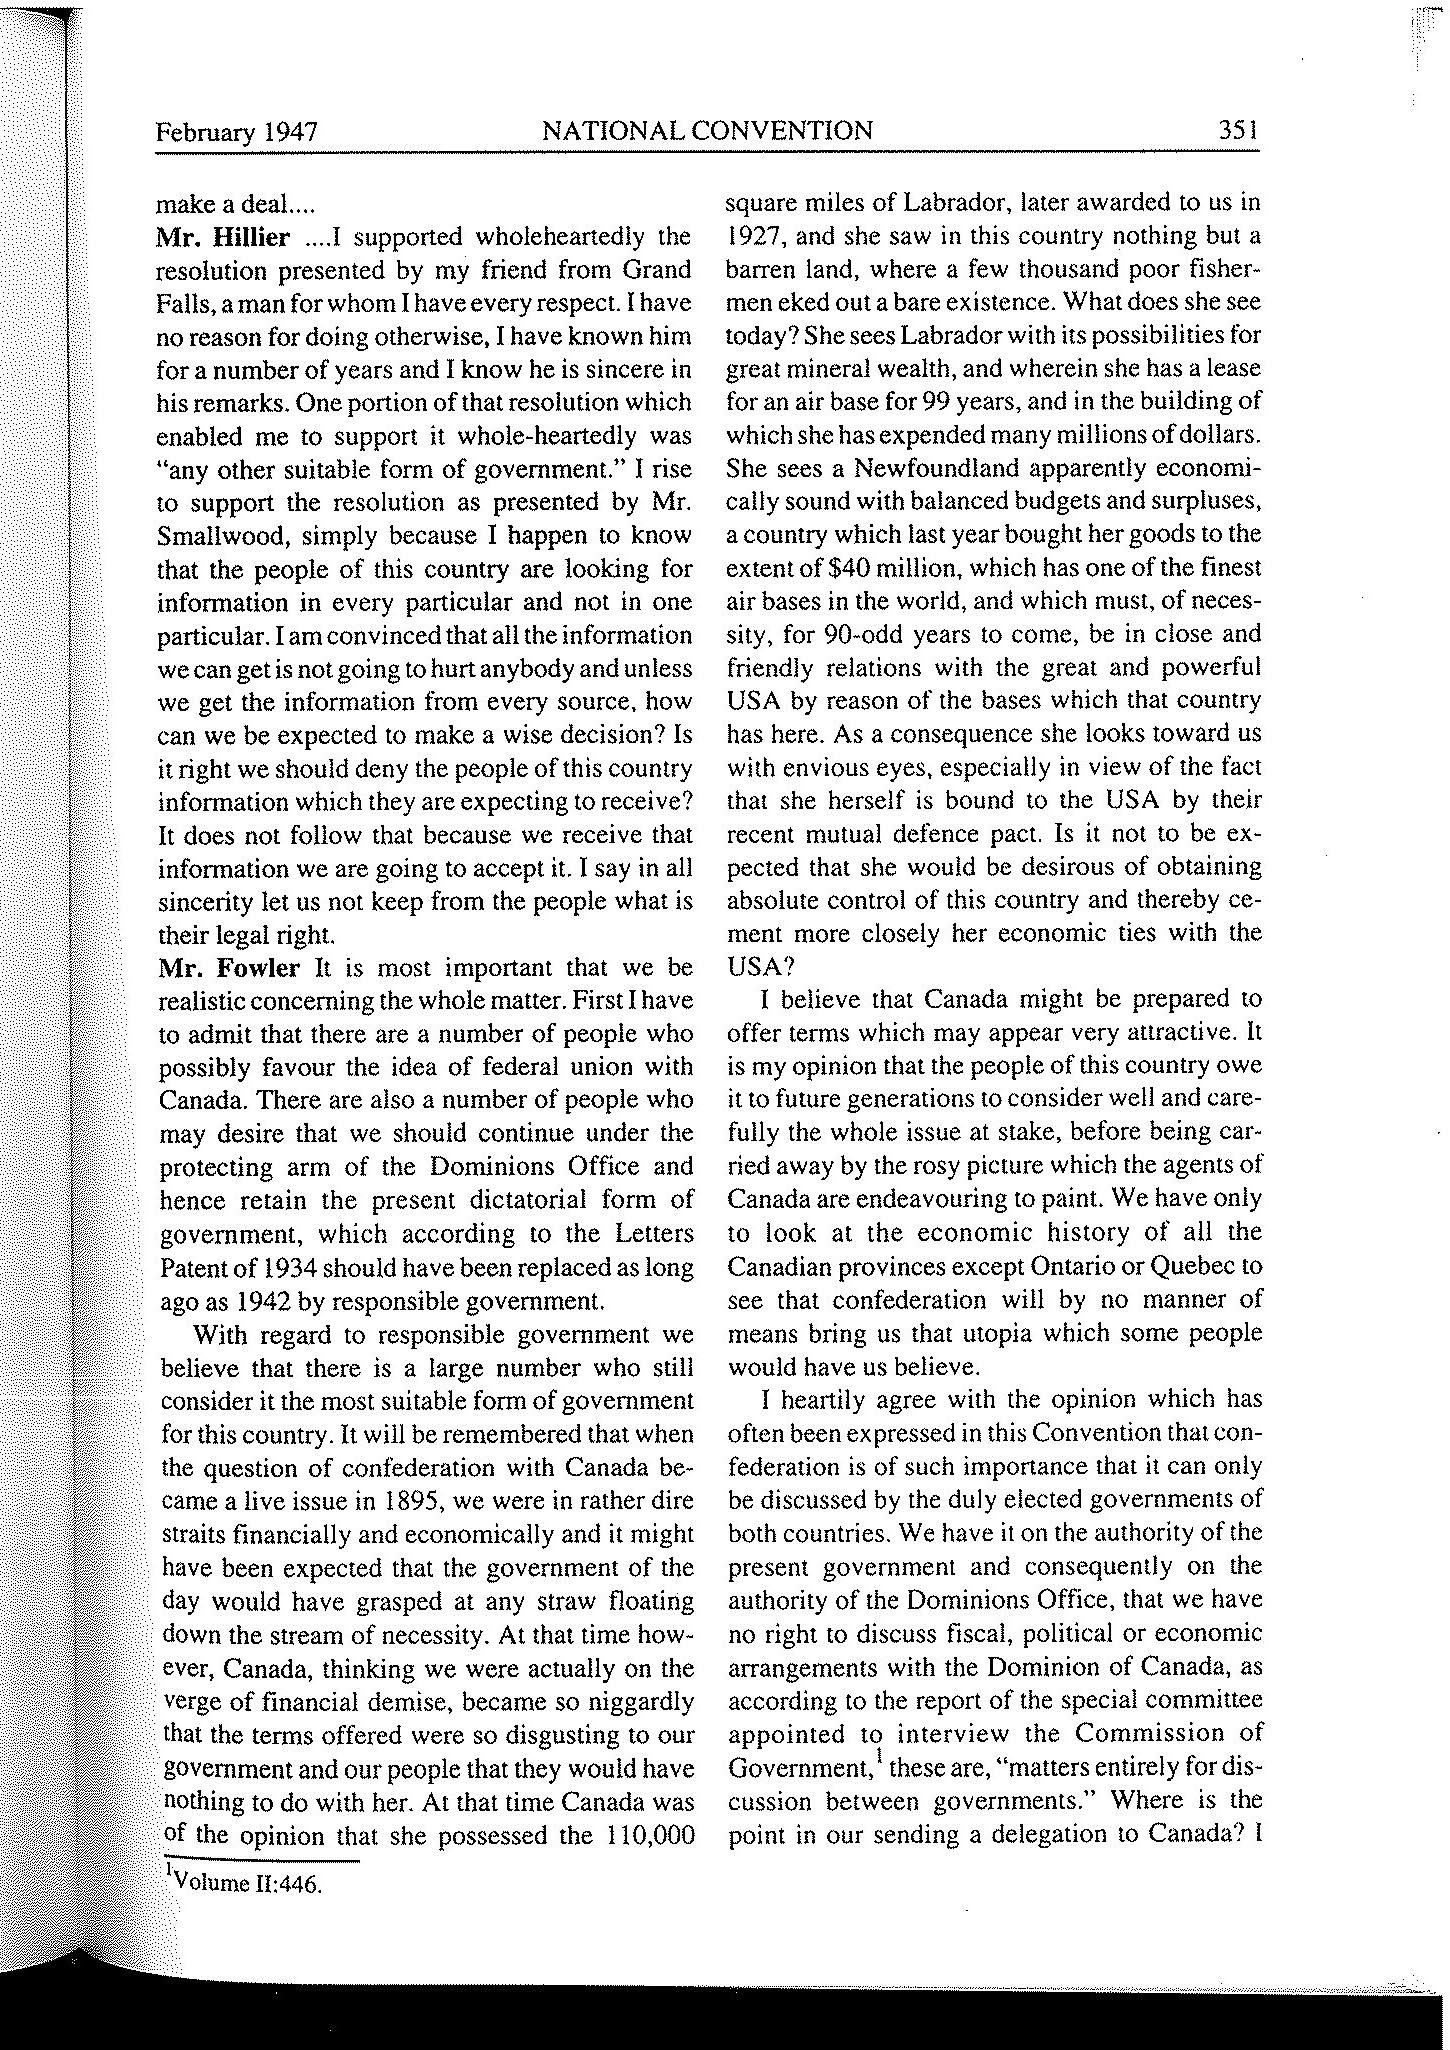 February 1947 NATIONAL CONVENTION 351
make a deal....
Mr. Hillier ....I supported wholeheartedly the
resolution presented by my friend from Grand
Falls, a man for whom I have every respect. I have
no reason for doing otherwise, I have known him
for a number of years and I know he is sincere in
his remarks. One portion of that resolution which
enabled me to support it whole-heartedly was
"any other suitable form of government." I rise
to support the resolution as presented by Mr.
Smallwood, simply because I happen to know
that the people of this country are looking for
information in every particular and not in one
particular. I am convinced that all the information
we can get is not going to hurt anybody and unless
we get the information from every source, how
can we be expected to make a wise decision? Is
it right we should deny the people of this country
information which they are expecting to receive?
It does not follow that because we receive that
information we are going to accept it. I say in all
sincerity let us not keep from the people what is
their legal right.
Mr. Fowler It is most important that we be
realistic concerning the whole matter. First I have
to admit that there are a number of people who
possibly favour the idea of federal union with
Canada. There are also a number of people who
may desire that we should continue under the
protecting arm of the Dominions Office and
hence retain the present dictatorial form of
government, which according to the Letters
Patent of 1934 should have been replaced as long
ago as 1942 by responsible government.
With regard to responsible government we
believe that there is a large number who still
consider it the most suitable form of government
for this country. It will be remembered that when
the question of confederation with Canada be-
came a live issue in 1895, we were in rather dire
straits financially and economically and it might
have been expected that the government of the
day would have grasped at any straw floating
down the stream of necessity. At that time how-
ever, Canada, thinking we were actually on the
verge of financial demise, became so niggardly
that the terms offered were so disgusting to our
government and our people that they would have
nothing to do with her. At that time Canada was
of the opinion that she possessed the 110,000
1Volume II:446.
square miles of Labrador, later awarded to us in
1927, and she saw in this country nothing but a
barren land, where a few thousand poor fisher-
men eked out a bare existence. What does she see
today? She sees Labrador with its possibilities for
great mineral wealth, and wherein she has a lease
for an air base for 99 years, and in the building of
which she has expended many millions of dollars.
She sees a Newfoundland apparently economi-
cally sound with balanced budgets and surpluses,
a country which last year bought her goods to the
extent of $40 million, which has one of the finest
air bases in the world, and which must, of neces-
sity, for 90-odd years to come, be in close and
friendly relations with the great and powerful
USA by reason of the bases which that country
has here. As a consequence she looks toward us
with envious eyes, especially in view of the fact
that she herself is bound to the USA by their
recent mutual defence pact. Is it not to be ex-
pected that she would be desirous of obtaining
absolute control of this country and thereby ce-
ment more closely her economic ties with the
USA?
I believe that Canada might be prepared to
offer terms which may appear very attractive. It
is my opinion that the people of this country owe
it to future generations to consider well and care-
fully the whole issue at stake, before being car-
ried away by the rosy picture which the agents of
Canada are endeavouring to paint. We have only
to look at the economic history of all the
Canadian provinces except Ontario or Quebec to
see that confederation will by no manner of
means bring us that utopia which some people
would have us believe.
I heartily agree with the opinion which has
often been expressed in this Convention that con-
federation is of such importance that it can only
be discussed by the duly elected governments of
both countries. We have it on the authority of the
present government and consequently on the
authority of the Dominions Office, that we have
no right to discuss fiscal, political or economic
arrangements with the Dominion of Canada, as
according to the report of the special committee
appointed to interview the Commission of
Government,1 these are, "matters entirely for dis-
cussion between governments." Where is the
point in our sending a delegation to Canada? I